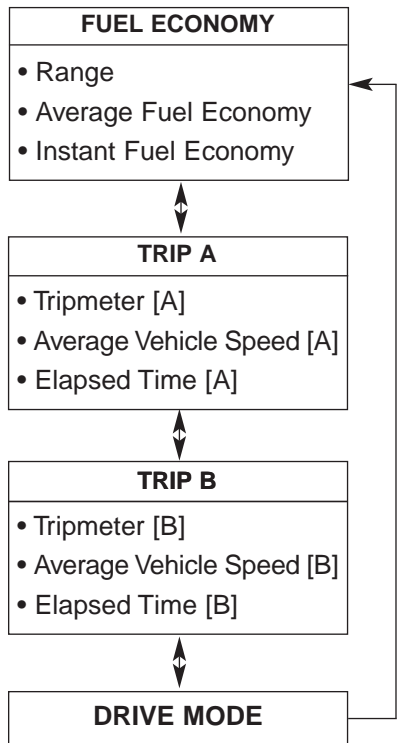 FUEL ECONOMY
• Range
• Average Fuel Economy
• Instant Fuel Economy
TRIP A
• Tripmeter [A]
• Average Vehicle Speed [A]
• Elapsed Time [A]
TRIP B
• Tripmeter [B]
• Average Vehicle Speed [B]
• Elapsed Time [B]
DRIVE MODE